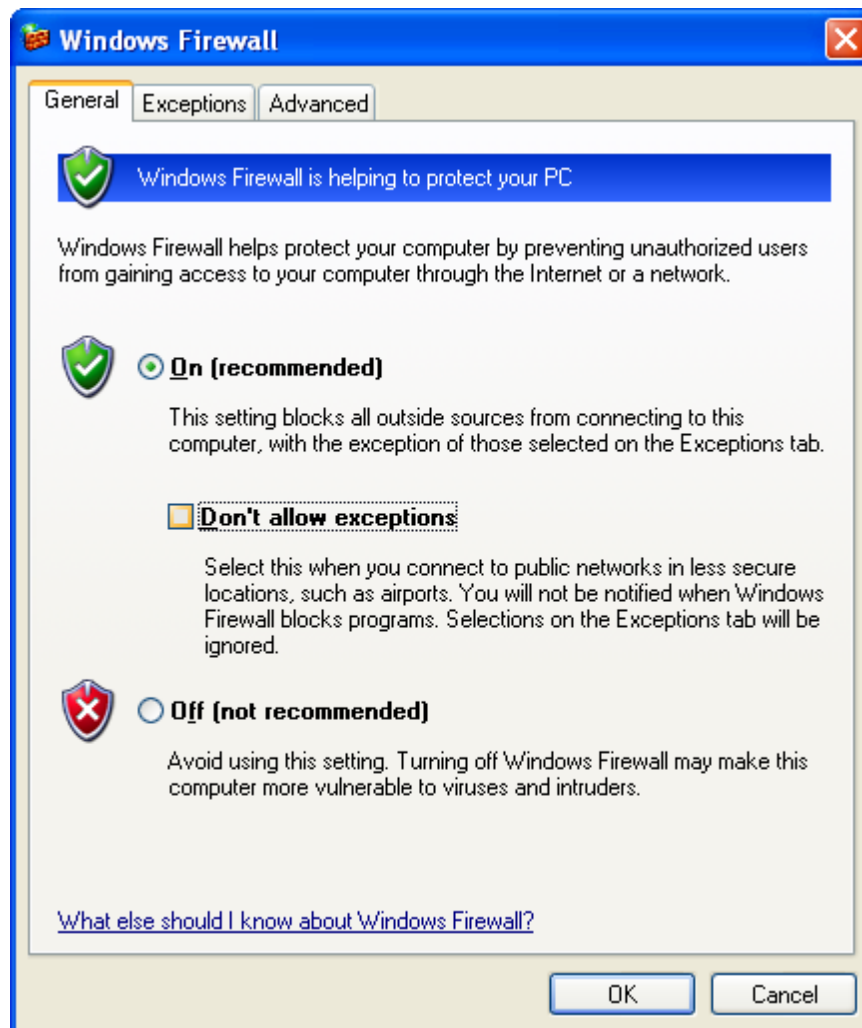 Windows Firewall
General
Exceptions
Advanced
Windows Firewall is helping to protect your PC
Windows Firewall helps protect your computer by preventing unauthorized users
from gaining access to your computer through the Internet or a network.
On (recommended)
This setting blocks all outside sources from connecting to this
computer, with the exception of those selected on the Exceptions tab.
Don't allow exceptions
Select this when you connect to public networks in less secure
locations, such as airports. You will not be notified when Windows
Firewall blocks programs. Selections on the Exceptions tab will be
ignored.
Off (not recommended)
Avoid using this setting. Turning off Windows Firewall may make this
computer more vulnerable to viruses and intruders.
What else should I know about Windows Firewall?
OK
Cancel